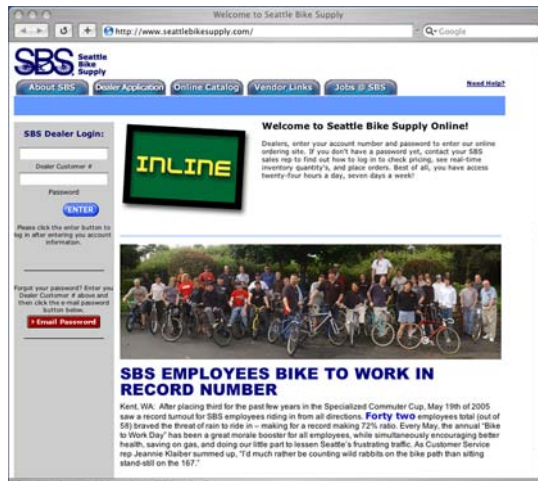 Welcome to Seattle Bike Supply
http://www.seattlebikesupply.com/
Google
SBS Seattle
Bike
Supply
About SBS
Dealer Application
Online Catalog
Vendor Links
Jobs @ SBS
Need Help?
SBS Dealer Login:
Dealer Customer #
Password
ENTER
Please click the enter button to
log in after entering you account
information.
Forgot your password? Enter you
Dealer Customer # above and
then click the e-mail password
button below.
Email Password
INLINE
Welcome to Seattle Bike Supply Online!
Dealers, enter your account number and password to enter our online
ordering site. If you don't have a password yet, contact your SBS
sales rep to find out how to log in to check pricing, see real-time
inventory quantity's, and place orders. Best of all, you have access
twenty-four hours a day, seven days a week!
SBS EMPLOYEES BIKE TO WORK IN
RECORD NUMBER
Kent, WA: After placing third for the past few years in the Specialized Commuter Cup, May 19th of 2005
saw a record turnout for SBS employees riding in from all directions. Forty two employees total (out of
58) braved the threat of rain to ride in – making for a record making 72% ratio. Every May, the annual "Bike
to Work Day" has been a great morale booster for all employees, while simultaneously encouraging better
health, saving on gas, and doing our little part to lessen Seattle's frustrating traffic. As Customer Service
rep Jeannie Klaiber summed up, "I'd much rather be counting wild rabbits on the bike path than sitting
stand-still on the 167."